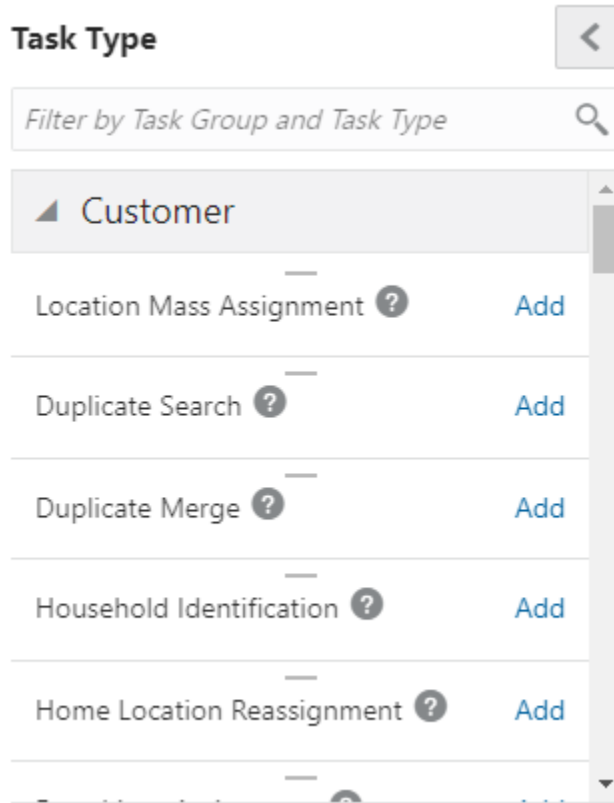 Task Type
Filter by Task Group and Task Type
Customer
Location Mass Assignment ? Add
Duplicate Search ? Add
Duplicate Merge ? Add
Household Identification ? Add
Home Location Reassignment ? Add